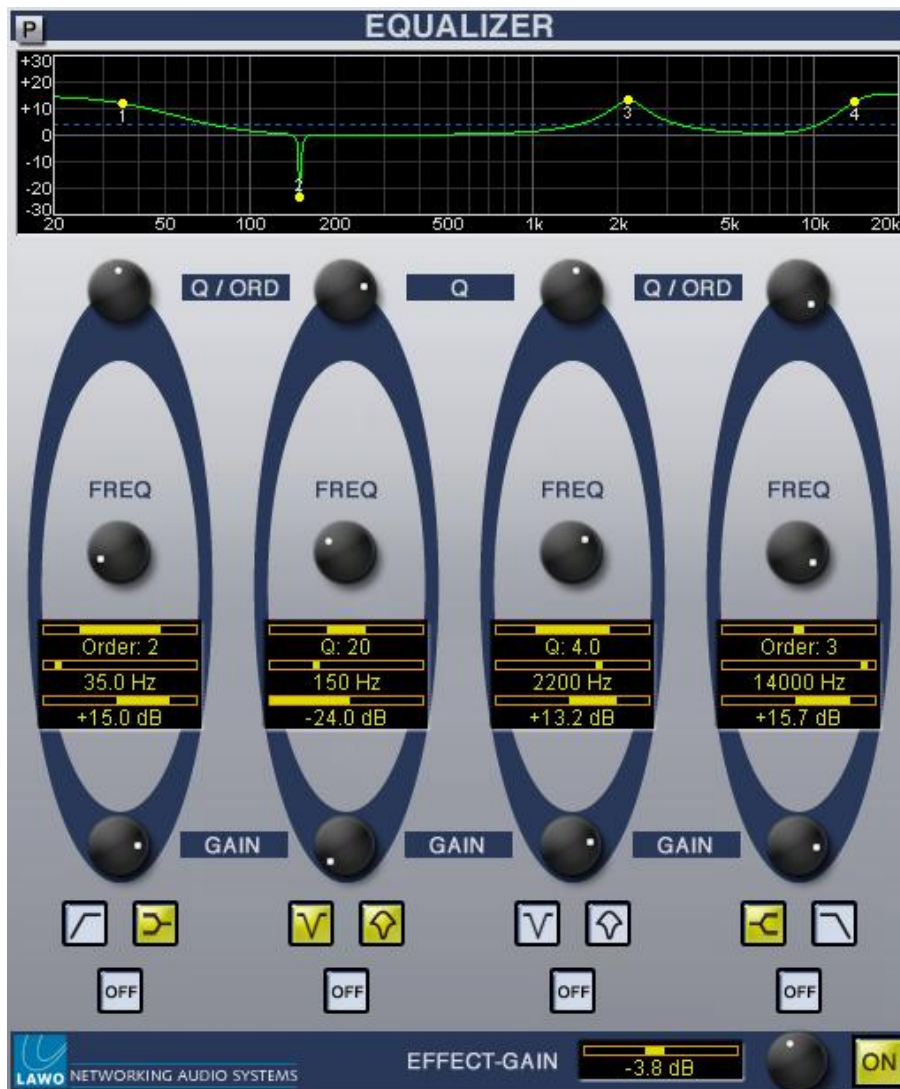 P EQUALIZER
+30
+20
+10
0
-10
-20
-30
1 2 3 4
20 50 100 200 500 1k 2k 5k 10k 20k
Q / ORD Q Q / ORD
FREQ FREQ FREQ FREQ
Order: 2 Q: 20 Q: 4.0 Order: 3
35.0 Hz 150 Hz 2200 Hz 14000 Hz
+15.0 dB -24.0 dB +13.2 dB +15.7 dB
GAIN GAIN GAIN
OFF OFF OFF OFF
LAWO NETWORKING AUDIO SYSTEMS EFFECT-GAIN -3.8 dB ON